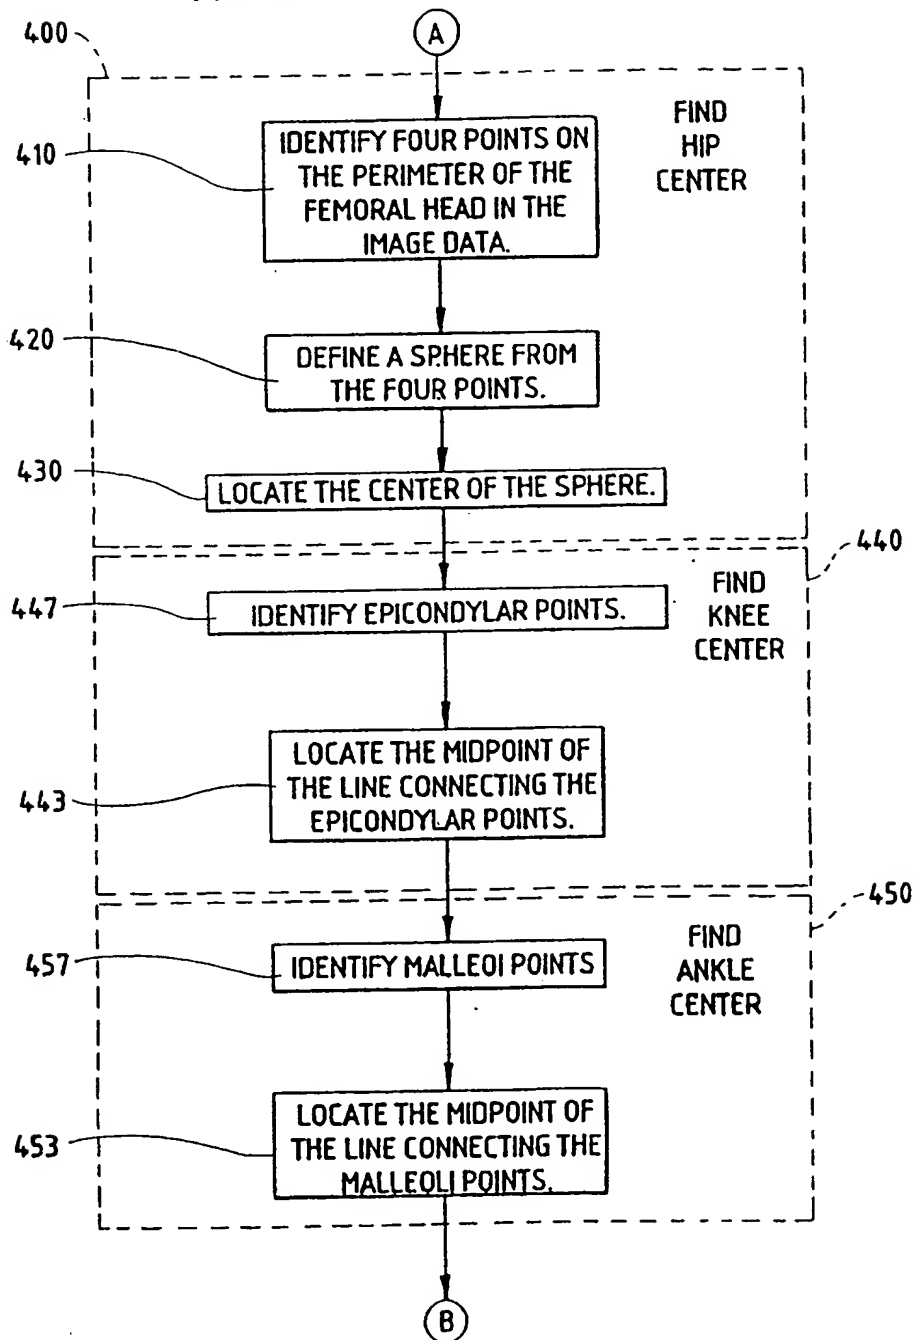 400
A
410
IDENTIFY FOUR POINTS ON
THE PERIMETER OF THE
FEMORAL HEAD IN THE
IMAGE DATA.
FIND
HIP
CENTER
420
DEFINE A SPHERE FROM
THE FOUR POINTS.
430
LOCATE THE CENTER OF THE SPHERE.
440
447
IDENTIFY EPICONDYLAR POINTS.
FIND
KNEE
CENTER
443
LOCATE THE MIDPOINT OF
THE LINE CONNECTING THE
EPICONDYLAR POINTS.
450
457
IDENTIFY MALLEOI POINTS
FIND
ANKLE
CENTER
453
LOCATE THE MIDPOINT OF
THE LINE CONNECTING THE
MALLEOLI POINTS.
B